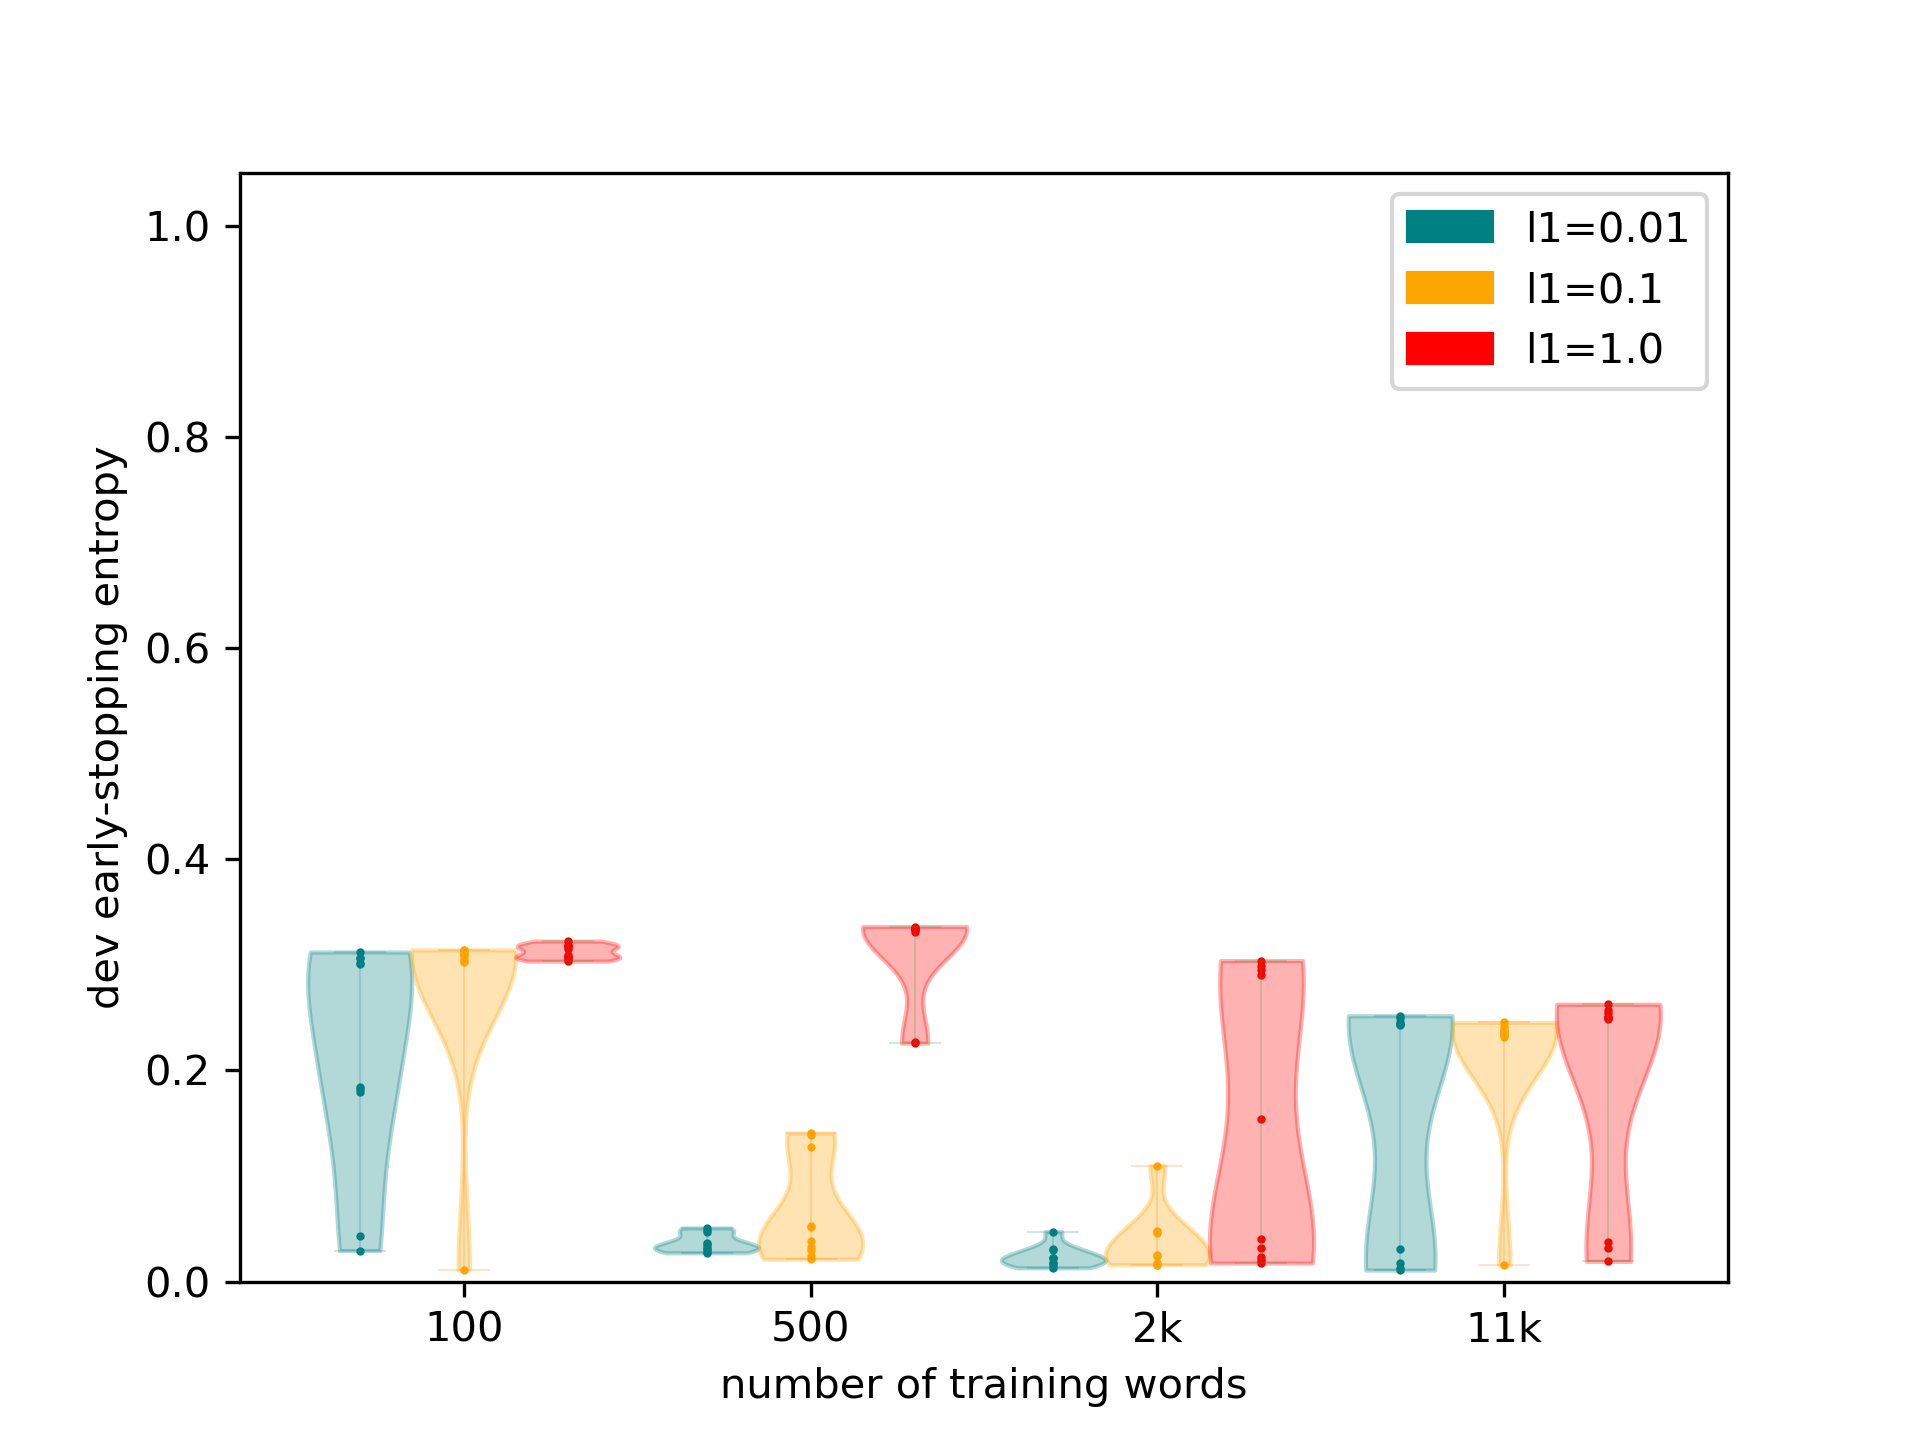 l1=0.01
l1=0.1
l1=1.0
1.0
0.8
0.6
0.4
0.2
0.0
dev early-stopping entropy
100 500 2k 11k
number of training words